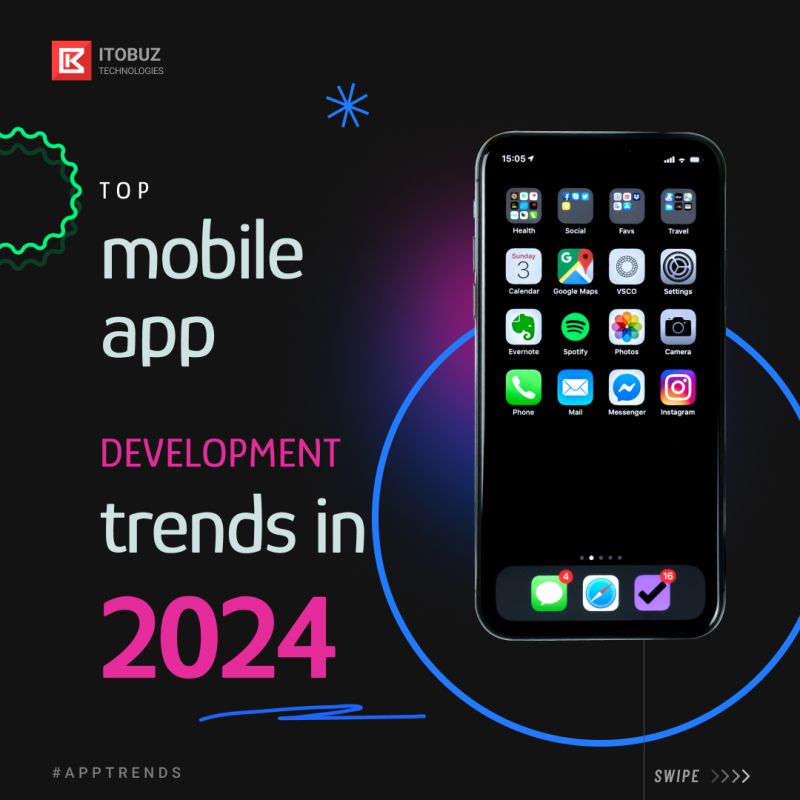 ITOBUZ
TECHNOLOGIES
TOP
mobile
app
DEVELOPMENT
trends in
2024
15:05
Health Social Favs Travel
Sunday
3
G
Calendar Google Maps VSCO Settings
Evernote Spotify Photos Camera
Phone Mail Messenger Instagram
4 16
#APPTRENDS
SWIPE >>>>